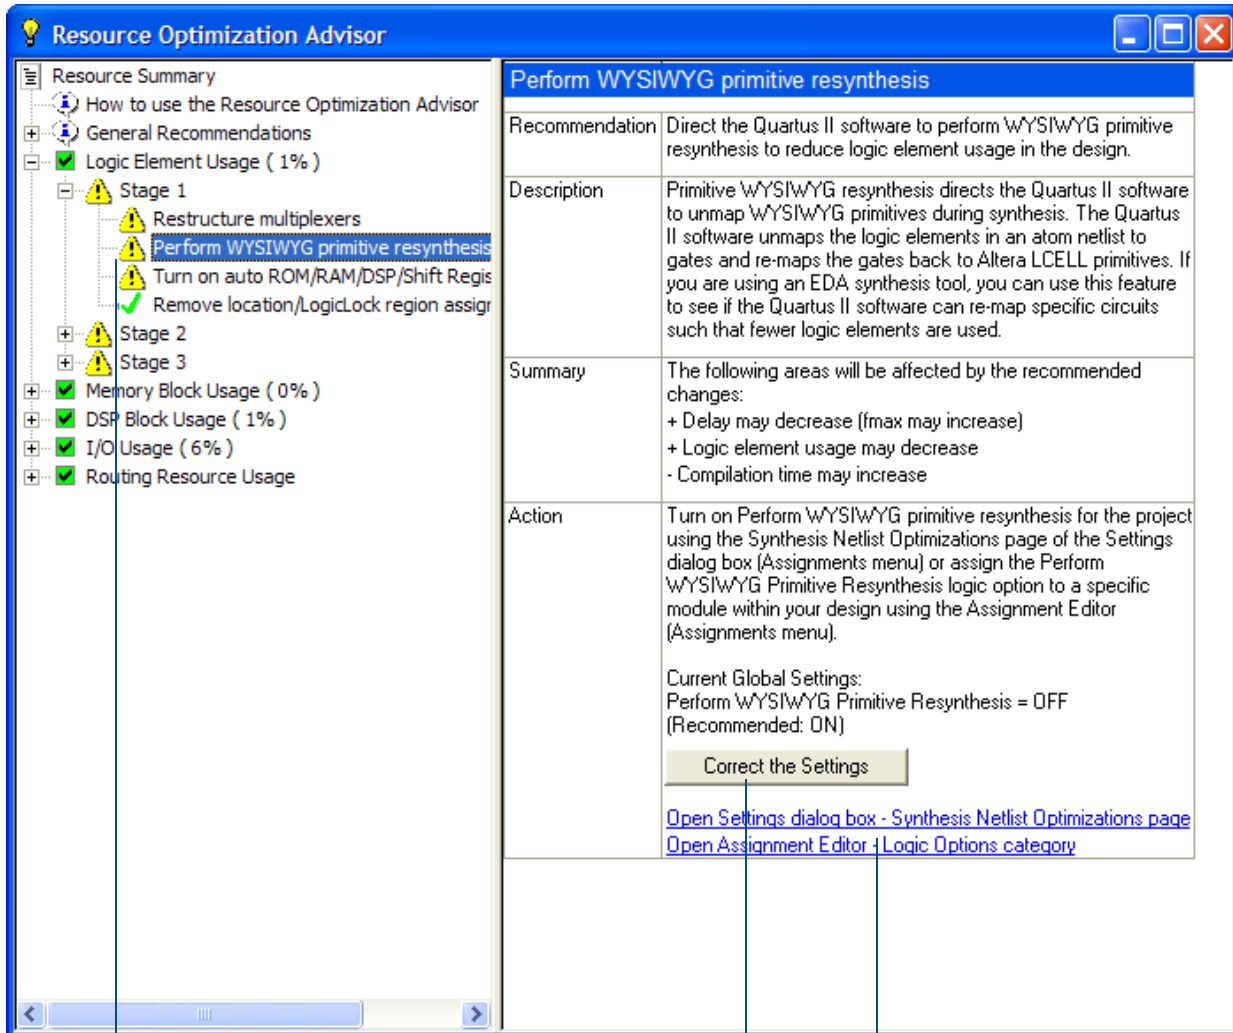 Resource Optimization Advisor
Resource Summary
How to use the Resource Optimization Advisor
General Recommendations
Logic Element Usage ( 1% )
Stage 1
Restructure multiplexers
Perform WYSIWYG primitive resynthesis
Turn on auto ROM/RAM/DSP/Shift Regis
Remove location/LogicLock region assigr
Stage 2
Stage 3
Memory Block Usage ( 0% )
DSP Block Usage ( 1% )
I/O Usage ( 6% )
Routing Resource Usage
Perform WYSIWYG primitive resynthesis
Recommendation
Direct the Quartus II software to perform WYSIWYG primitive
resynthesis to reduce logic element usage in the design.
Description
Primitive WYSIWYG resynthesis directs the Quartus II software
to unmap WYSIWYG primitives during synthesis. The Quartus
II software unmaps the logic elements in an atom netlist to
gates and re-maps the gates back to Altera LCELL primitives. If
you are using an EDA synthesis tool, you can use this feature
to see if the Quartus II software can re-map specific circuits
such that fewer logic elements are used.
Summary
The following areas will be affected by the recommended
changes:
+ Delay may decrease (fmax may increase)
+ Logic element usage may decrease
- Compilation time may increase
Action
Turn on Perform WYSIWYG primitive resynthesis for the project
using the Synthesis Netlist Optimizations page of the Settings
dialog box (Assignments menu) or assign the Perform
WYSIWYG Primitive Resynthesis logic option to a specific
module within your design using the Assignment Editor
(Assignments menu).
Current Global Settings:
Perform WYSIWYG Primitive Resynthesis = OFF
(Recommended: ON)
Correct the Settings
Open Settings dialog box - Synthesis Netlist Optimizations page
Open Assignment Editor - Logic Options category